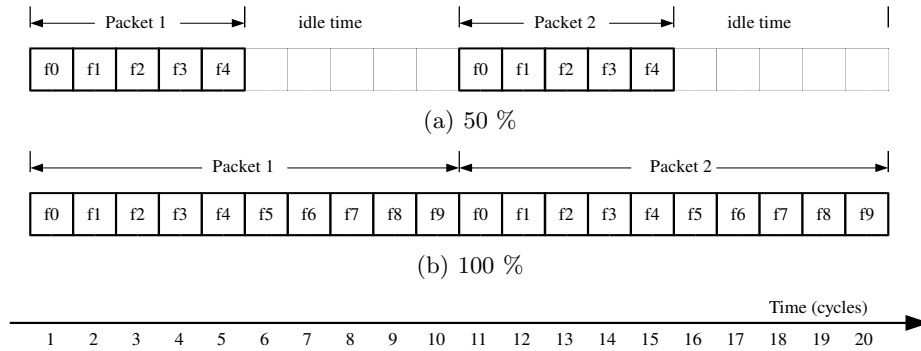 Packet 1 idle time Packet 2 idle time
f0 f1 f2 f3 f4 f0 f1 f2 f3 f4
(a) 50 %
Packet 1 Packet 2
f0 f1 f2 f3 f4 f5 f6 f7 f8 f9 f0 f1 f2 f3 f4 f5 f6 f7 f8 f9
(b) 100 %
Time (cycles)
1 2 3 4 5 6 7 8 9 10 11 12 13 14 15 16 17 18 19 20